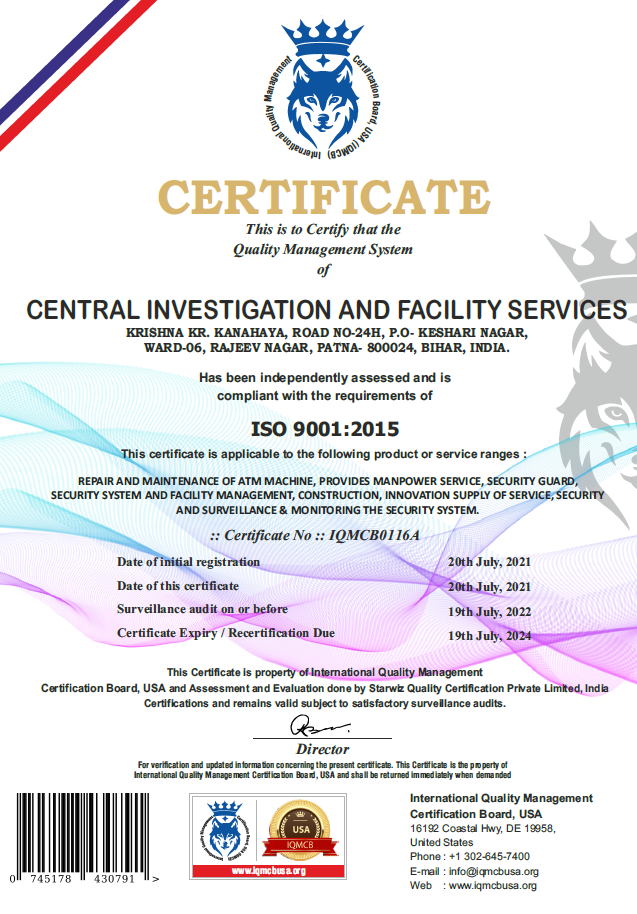 International Quality Management
Certification Board, USA (IQMCB)
CERTIFICATE
This is to Certify that the
Quality Management System
of
CENTRAL INVESTIGATION AND FACILITY SERVICES
KRISHNA KR. KANAHAYA, ROAD NO-24H, P.O- KESHARI NAGAR,
WARD-06, RAJEEV NAGAR, PATNA- 800024, BIHAR, INDIA.
Has been independently assessed and is
compliant with the requirements of
ISO 9001:2015
This certificate is applicable to the following product or service ranges :
REPAIR AND MAINTENANCE OF ATM MACHINE, PROVIDES MANPOWER SERVICE, SECURITY GUARD,
SECURITY SYSTEM AND FACILITY MANAGEMENT, CONSTRUCTION, INNOVATION SUPPLY OF SERVICE, SECURITY
AND SURVEILLANCE & MONITORING THE SECURITY SYSTEM.
:: Certificate No :: IQMCB0116A
Date of initial registration 20th July, 2021
Date of this certificate 20th July, 2021
Surveillance audit on or before 19th July, 2022
Certificate Expiry / Recertification Due 19th July, 2024
This Certificate is property of International Quality Management
Certification Board, USA and Assessment and Evaluation done by Starwiz Quality Certification Private Limited, India
Certifications and remains valid subject to satisfactory surveillance audits.
Director
For verification and updated information concerning the present certificate. This Certificate is the property of
International Quality Management Certification Board, USA and shall be returned immediately when demanded
0 745178 430791 >
International Quality Management
Certification Board, USA (IQMCB)
USA
IQMCB
www.iqmcbusa.org
International Quality Management
Certification Board, USA
16192 Coastal Hwy, DE 19958,
United States
Phone : +1 302-645-7400
E-mail : info@iqmcbusa.org
Web : www.iqmcbusa.org